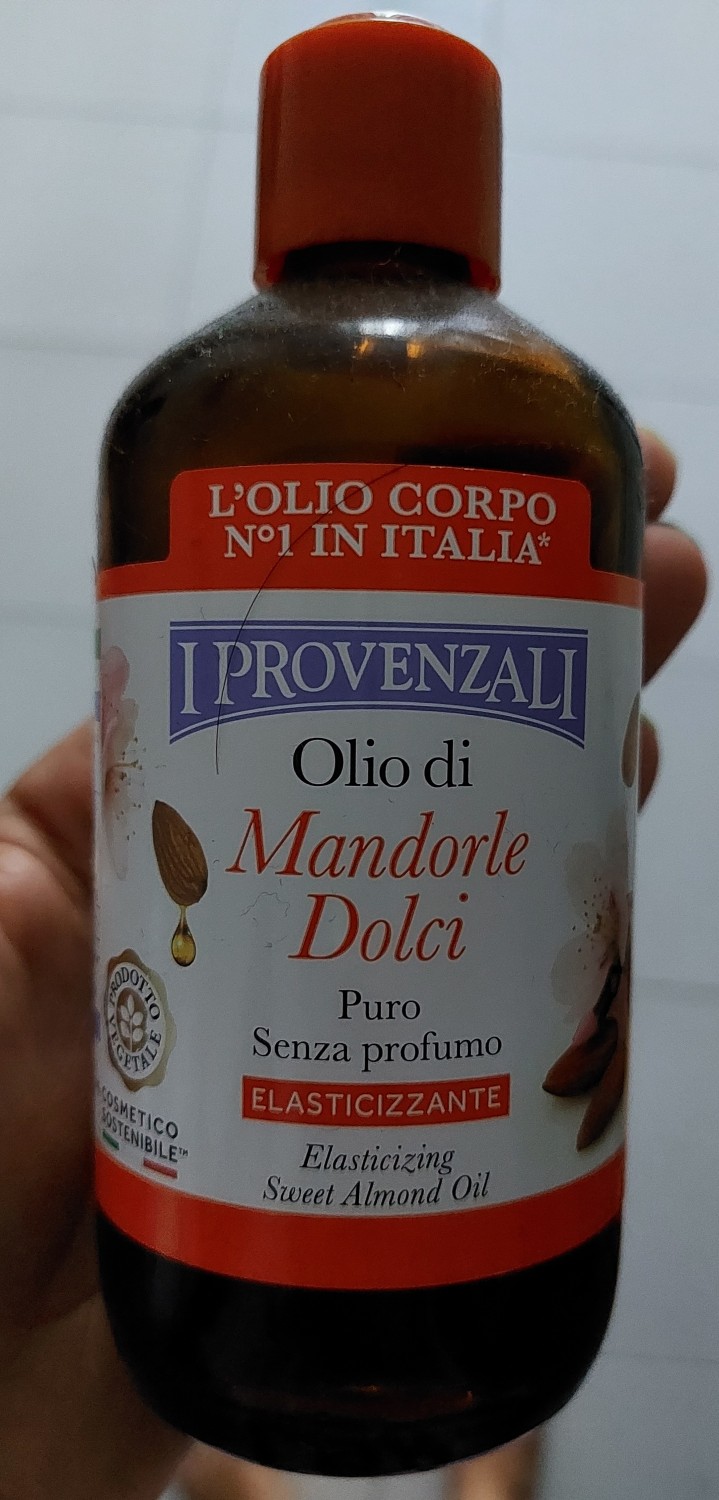 L'OLIO CORPO
N°1 IN ITALIA*
I PROVENZALI
Olio di
Mandorle
Dolci
Puro
Senza profumo
ELASTICIZZANTE
Elasticizing
Sweet Almond Oil
PRODOTTO
VEGETALE
COSMETICO
SOSTENIBILE™